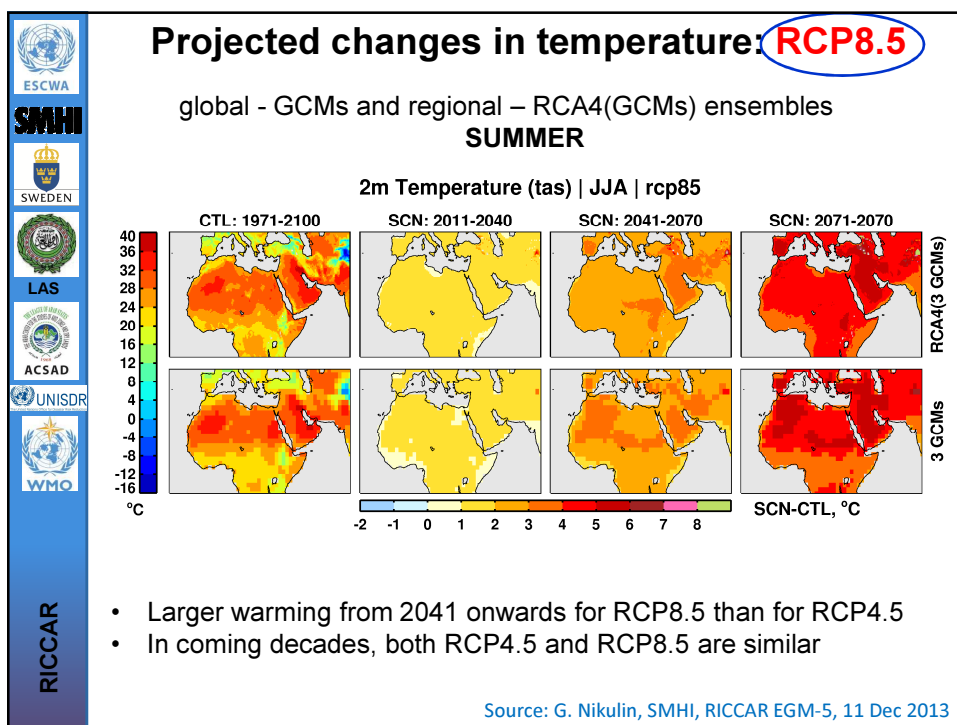 Projected changes in temperature: RCP8.5
global - GCMs and regional – RCA4(GCMs) ensembles
SUMMER
2m Temperature (tas) | JJA | rcp85
CTL: 1971-2100
SCN: 2011-2040
SCN: 2041-2070
SCN: 2071-2070
40
36
32
28
24
20
16
12
8
4
0
-4
-8
-12
-16
°C
RCA4(3 GCMs)
3 GCMs
-2 -1 0 1 2 3 4 5 6 7 8
SCN-CTL, °C
• Larger warming from 2041 onwards for RCP8.5 than for RCP4.5
• In coming decades, both RCP4.5 and RCP8.5 are similar
Source: G. Nikulin, SMHI, RICCAR EGM-5, 11 Dec 2013
ESCWA
SMHI
SWEDEN
LAS
ACSAD
UNISDR
WMO
RICCAR